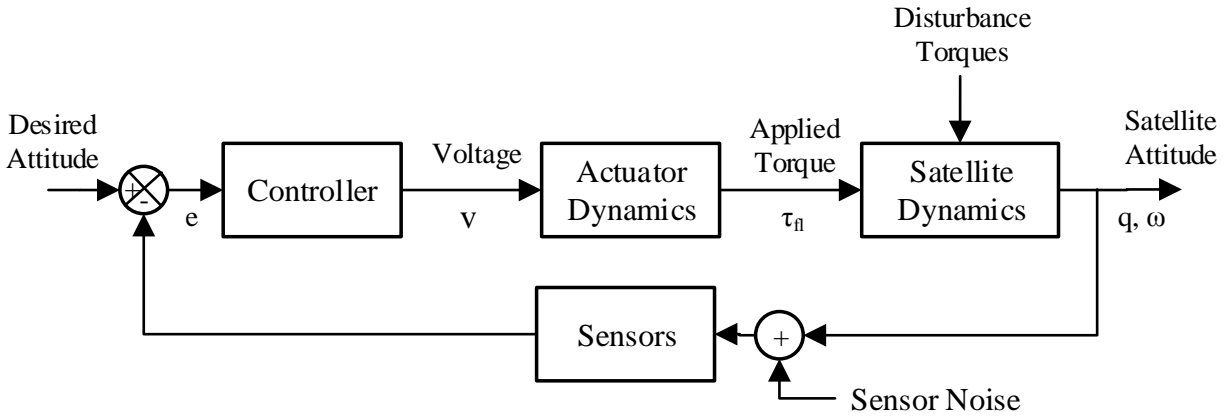 Disturbance
Torques
Desired
Attitude
+
-
e
Controller
Voltage
v
Actuator
Dynamics
Applied
Torque
τfl
Satellite
Dynamics
Satellite
Attitude
q, ω
Sensors
+
Sensor Noise